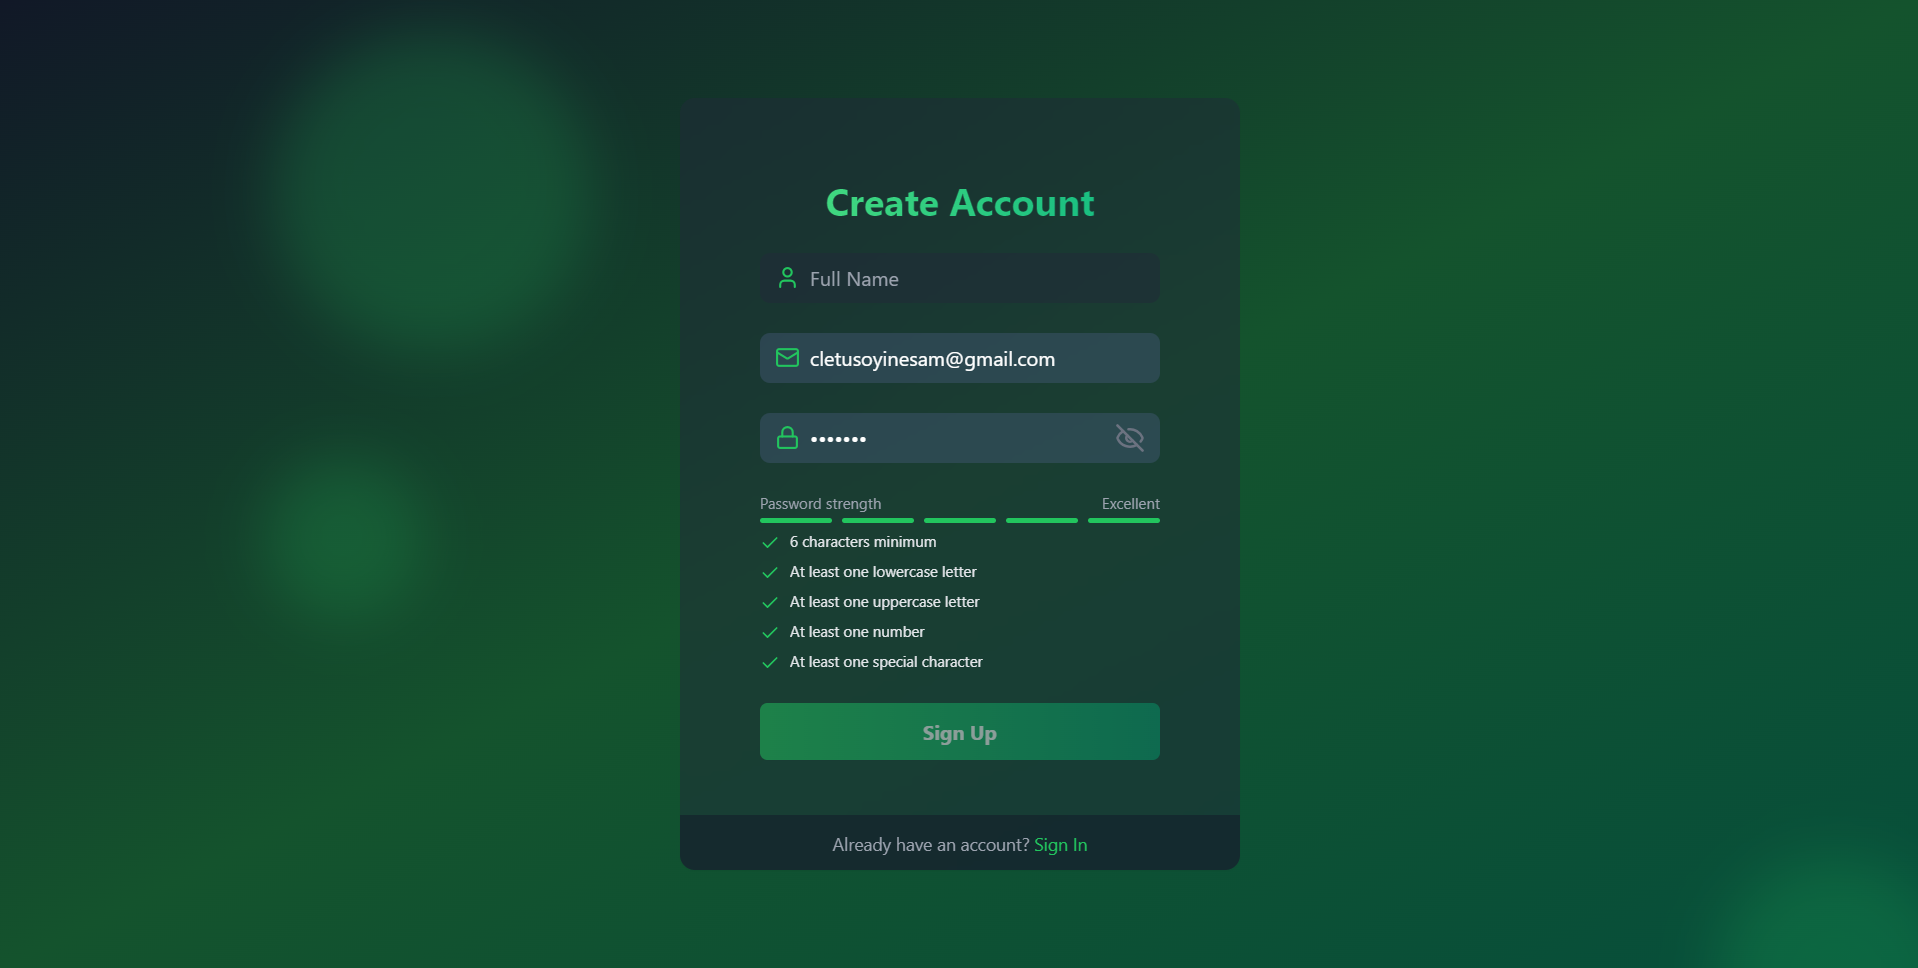 Create Account
Full Name
cletusoyinesam@gmail.com
•••••••
Password strength Excellent
6 characters minimum
At least one lowercase letter
At least one uppercase letter
At least one number
At least one special character
Sign Up
Already have an account? Sign In